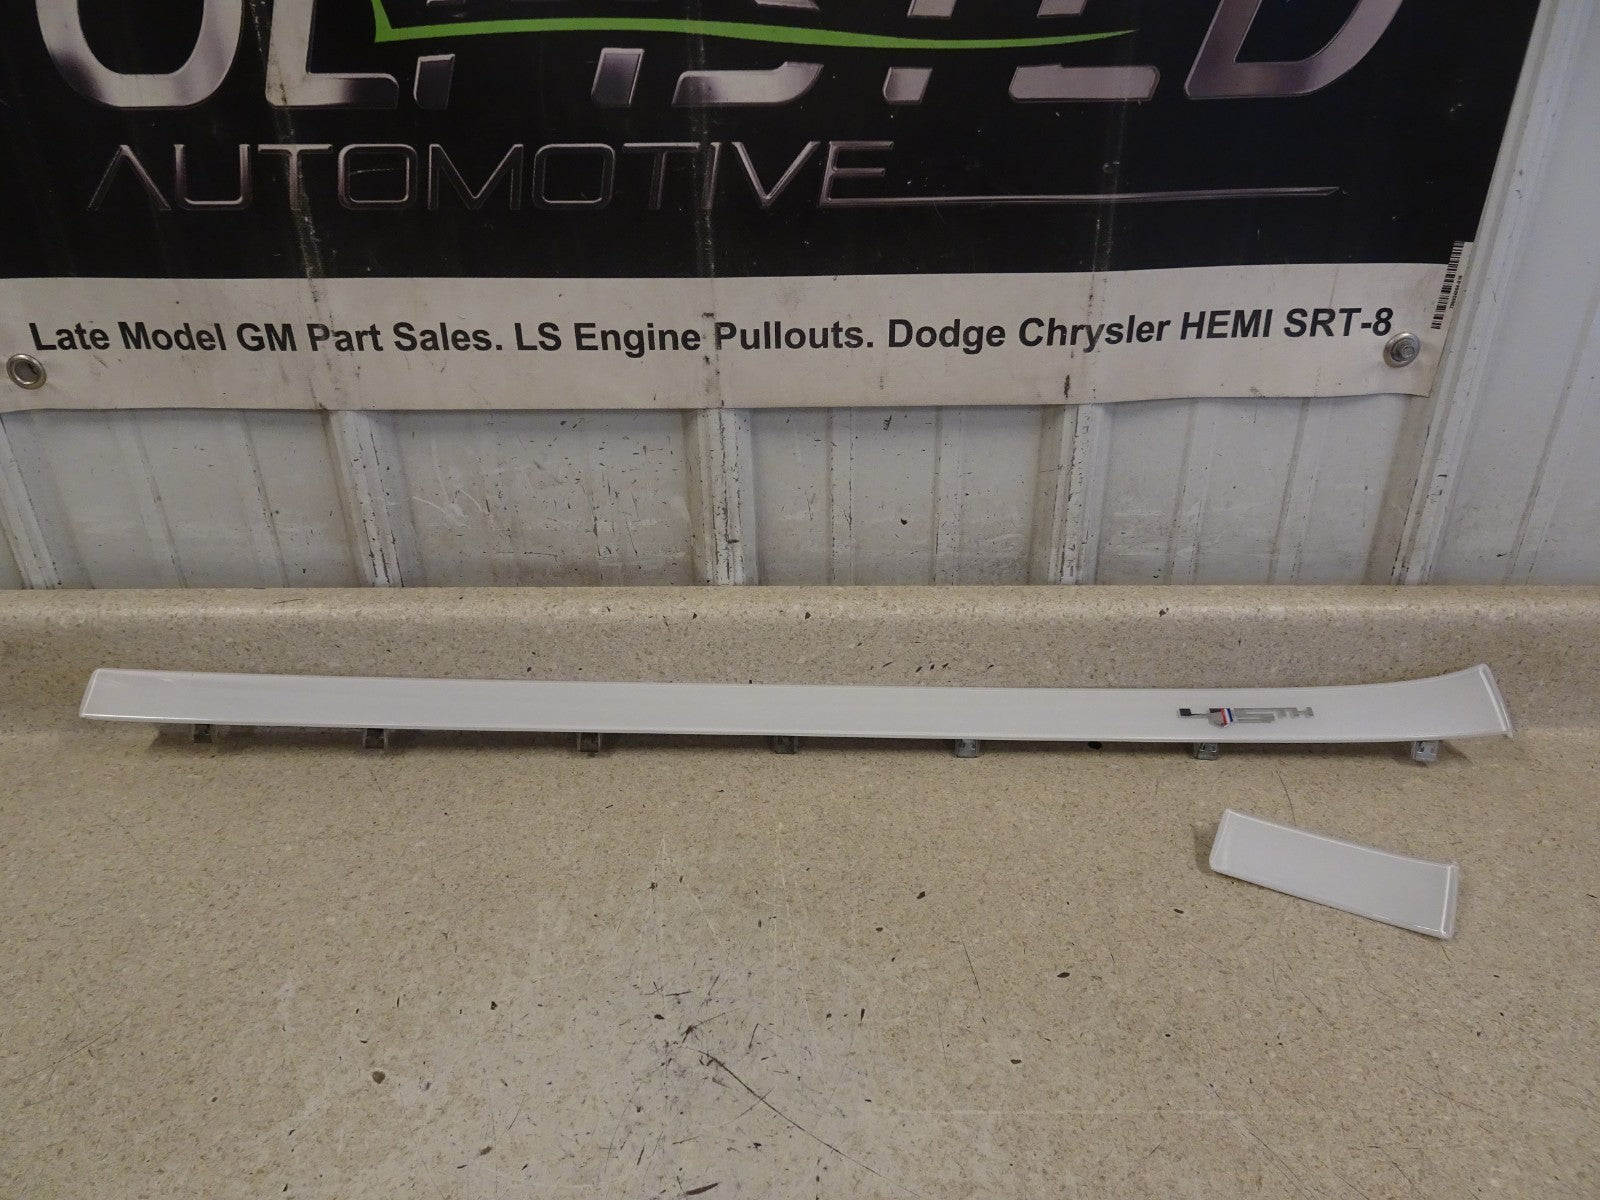 AUTOMOTIVE
Late Model GM Part Sales. LS Engine Pullouts. Dodge Chrysler HEMI SRT-8
45TH